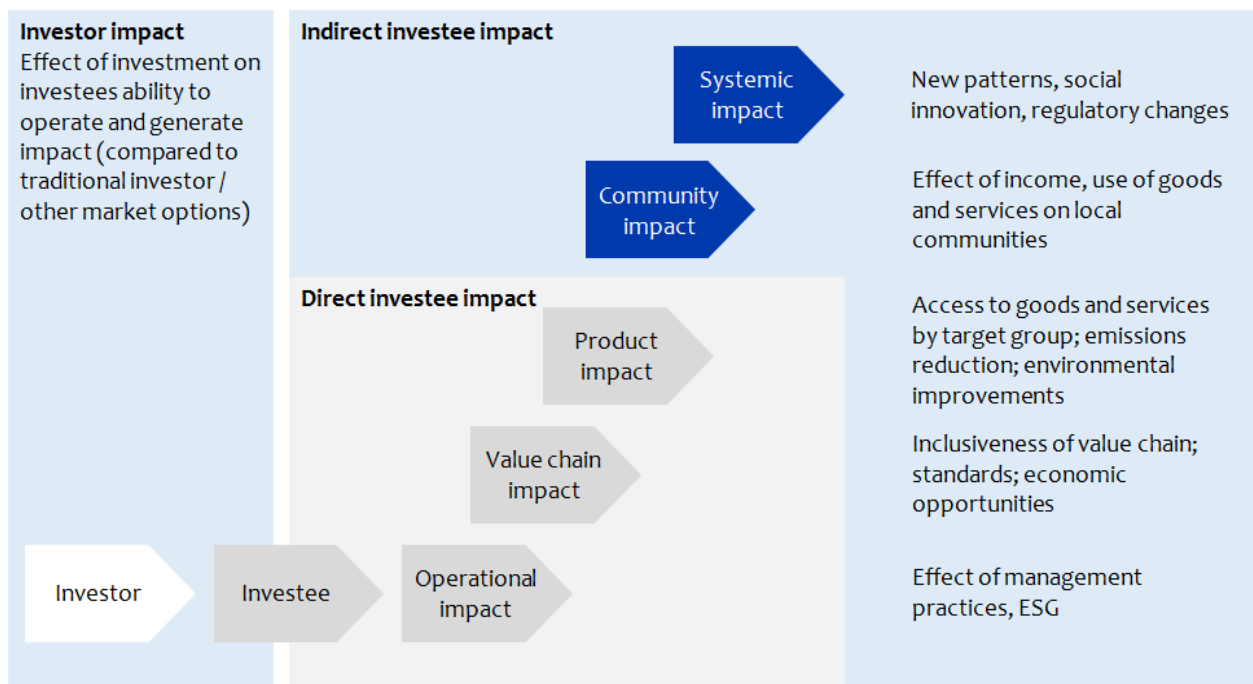 Investor impact
Effect of investment on
investees ability to
operate and generate
impact (compared to
traditional investor /
other market options)
Indirect investee impact
Systemic
impact
New patterns, social
innovation, regulatory changes
Community
impact
Effect of income, use of goods
and services on local
communities
Direct investee impact
Product
impact
Access to goods and services
by target group; emissions
reduction; environmental
improvements
Value chain
impact
Inclusiveness of value chain;
standards; economic
opportunities
Investor
Investee
Operational
impact
Effect of management
practices, ESG